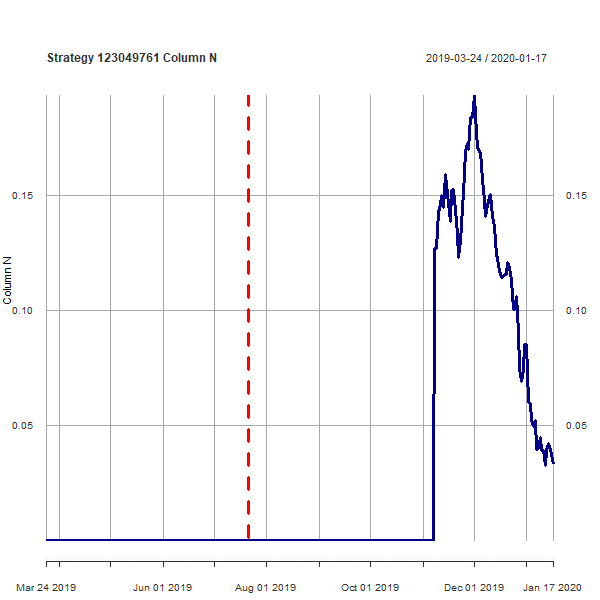 Strategy 123049761 Column N
2019-03-24 / 2020-01-17
0.15
0.15
Column N
0.10
0.10
0.05
0.05
Mar 24 2019
Jun 01 2019
Aug 01 2019
Oct 01 2019
Dec 01 2019
Jan 17 2020